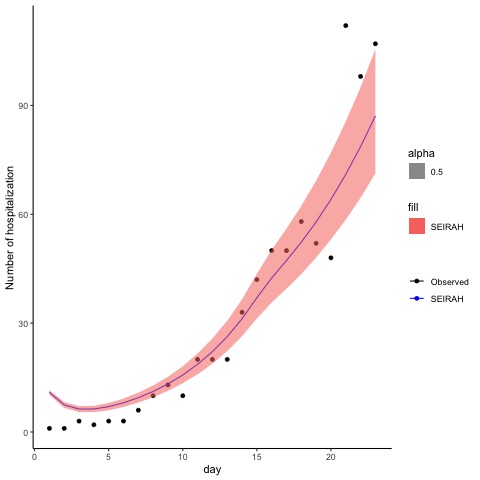 Number of hospitalization
90
60
30
0
0
5
10
15
20
day
alpha
0.5
fill
SEIRAH
Observed
SEIRAH